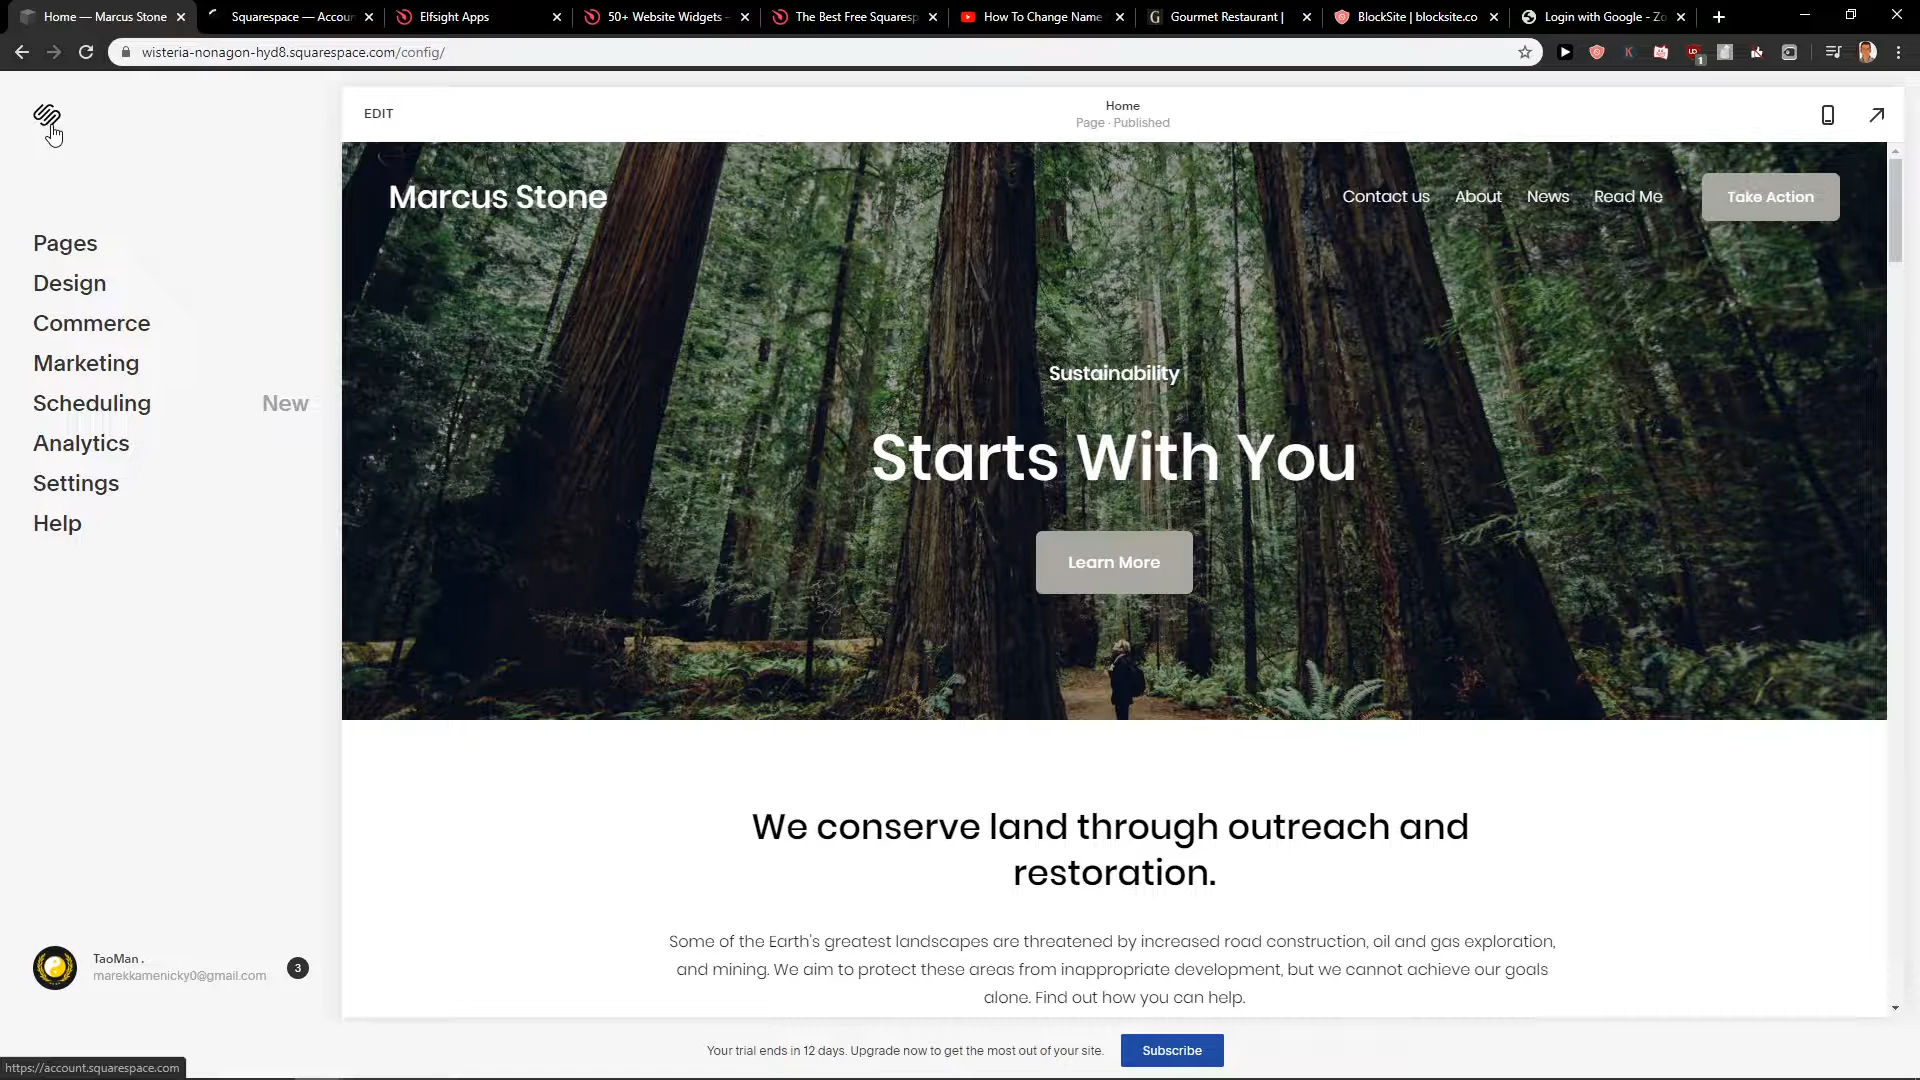 Home — Marcus Stone
Squarespace — Accoun
Elfsight Apps
50+ Website Widgets -
The Best Free Squaresp
How To Change Name
Gourmet Restaurant |
BlockSite | blocksite.co
Login with Google - Zo
wisteria-nonagon-hyd8.squarespace.com/config/
1
EDIT
Home
Page · Published
Pages
Design
Commerce
Marketing
Scheduling New
Analytics
Settings
Help
Marcus Stone
Contact us About News Read Me Take Action
Sustainability
Starts With You
Learn More
We conserve land through outreach and
restoration.
Some of the Earth's greatest landscapes are threatened by increased road construction, oil and gas exploration,
and mining. We aim to protect these areas from inappropriate development, but we cannot achieve our goals
alone. Find out how you can help.
TaoMan .
marekkamenicky0@gmail.com
3
Your trial ends in 12 days. Upgrade now to get the most out of your site. Subscribe
https://account.squarespace.com